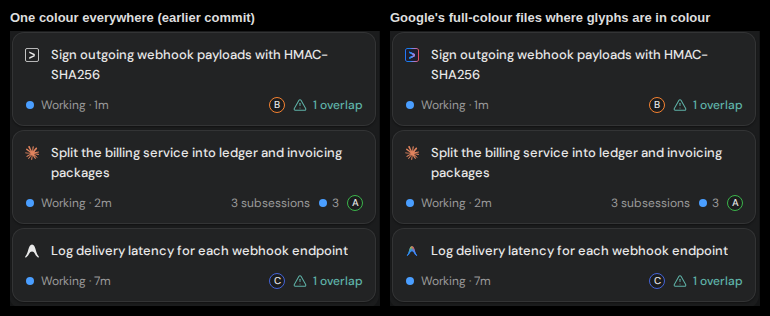 One colour everywhere (earlier commit)
Sign outgoing webhook payloads with HMAC-
SHA256
Working · 1m B 1 overlap
Split the billing service into ledger and invoicing
packages
Working · 2m 3 subsessions 3 A
Log delivery latency for each webhook endpoint
Working · 7m C 1 overlap
Google's full-colour files where glyphs are in colour
Sign outgoing webhook payloads with HMAC-
SHA256
Working · 1m B 1 overlap
Split the billing service into ledger and invoicing
packages
Working · 2m 3 subsessions 3 A
Log delivery latency for each webhook endpoint
Working · 7m C 1 overlap